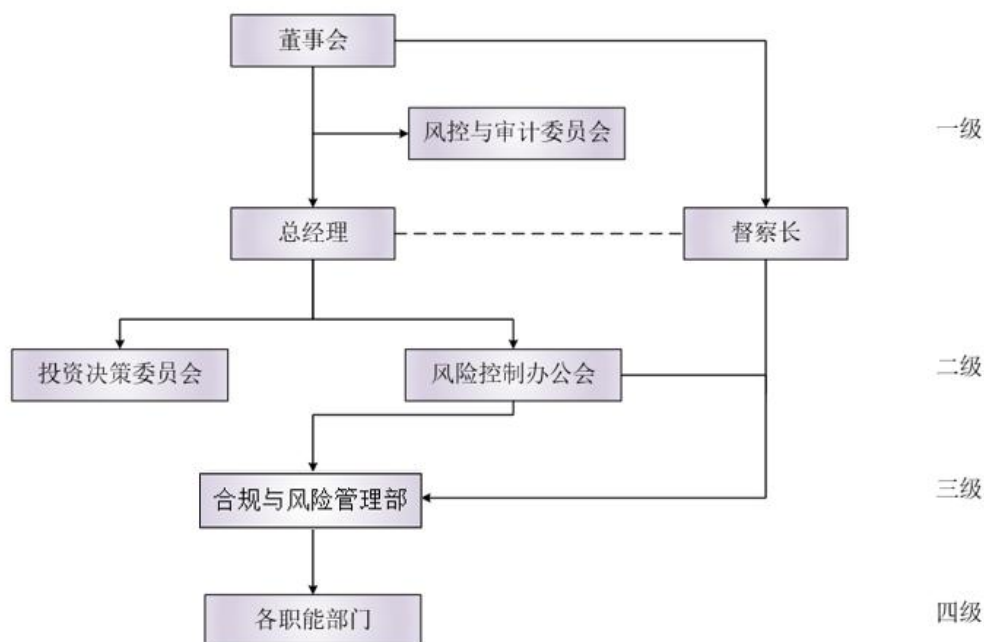 董事会
风控与审计委员会
一级
总经理
督察长
投资决策委员会
风险控制办公会
二级
合规与风险管理部
三级
各职能部门
四级